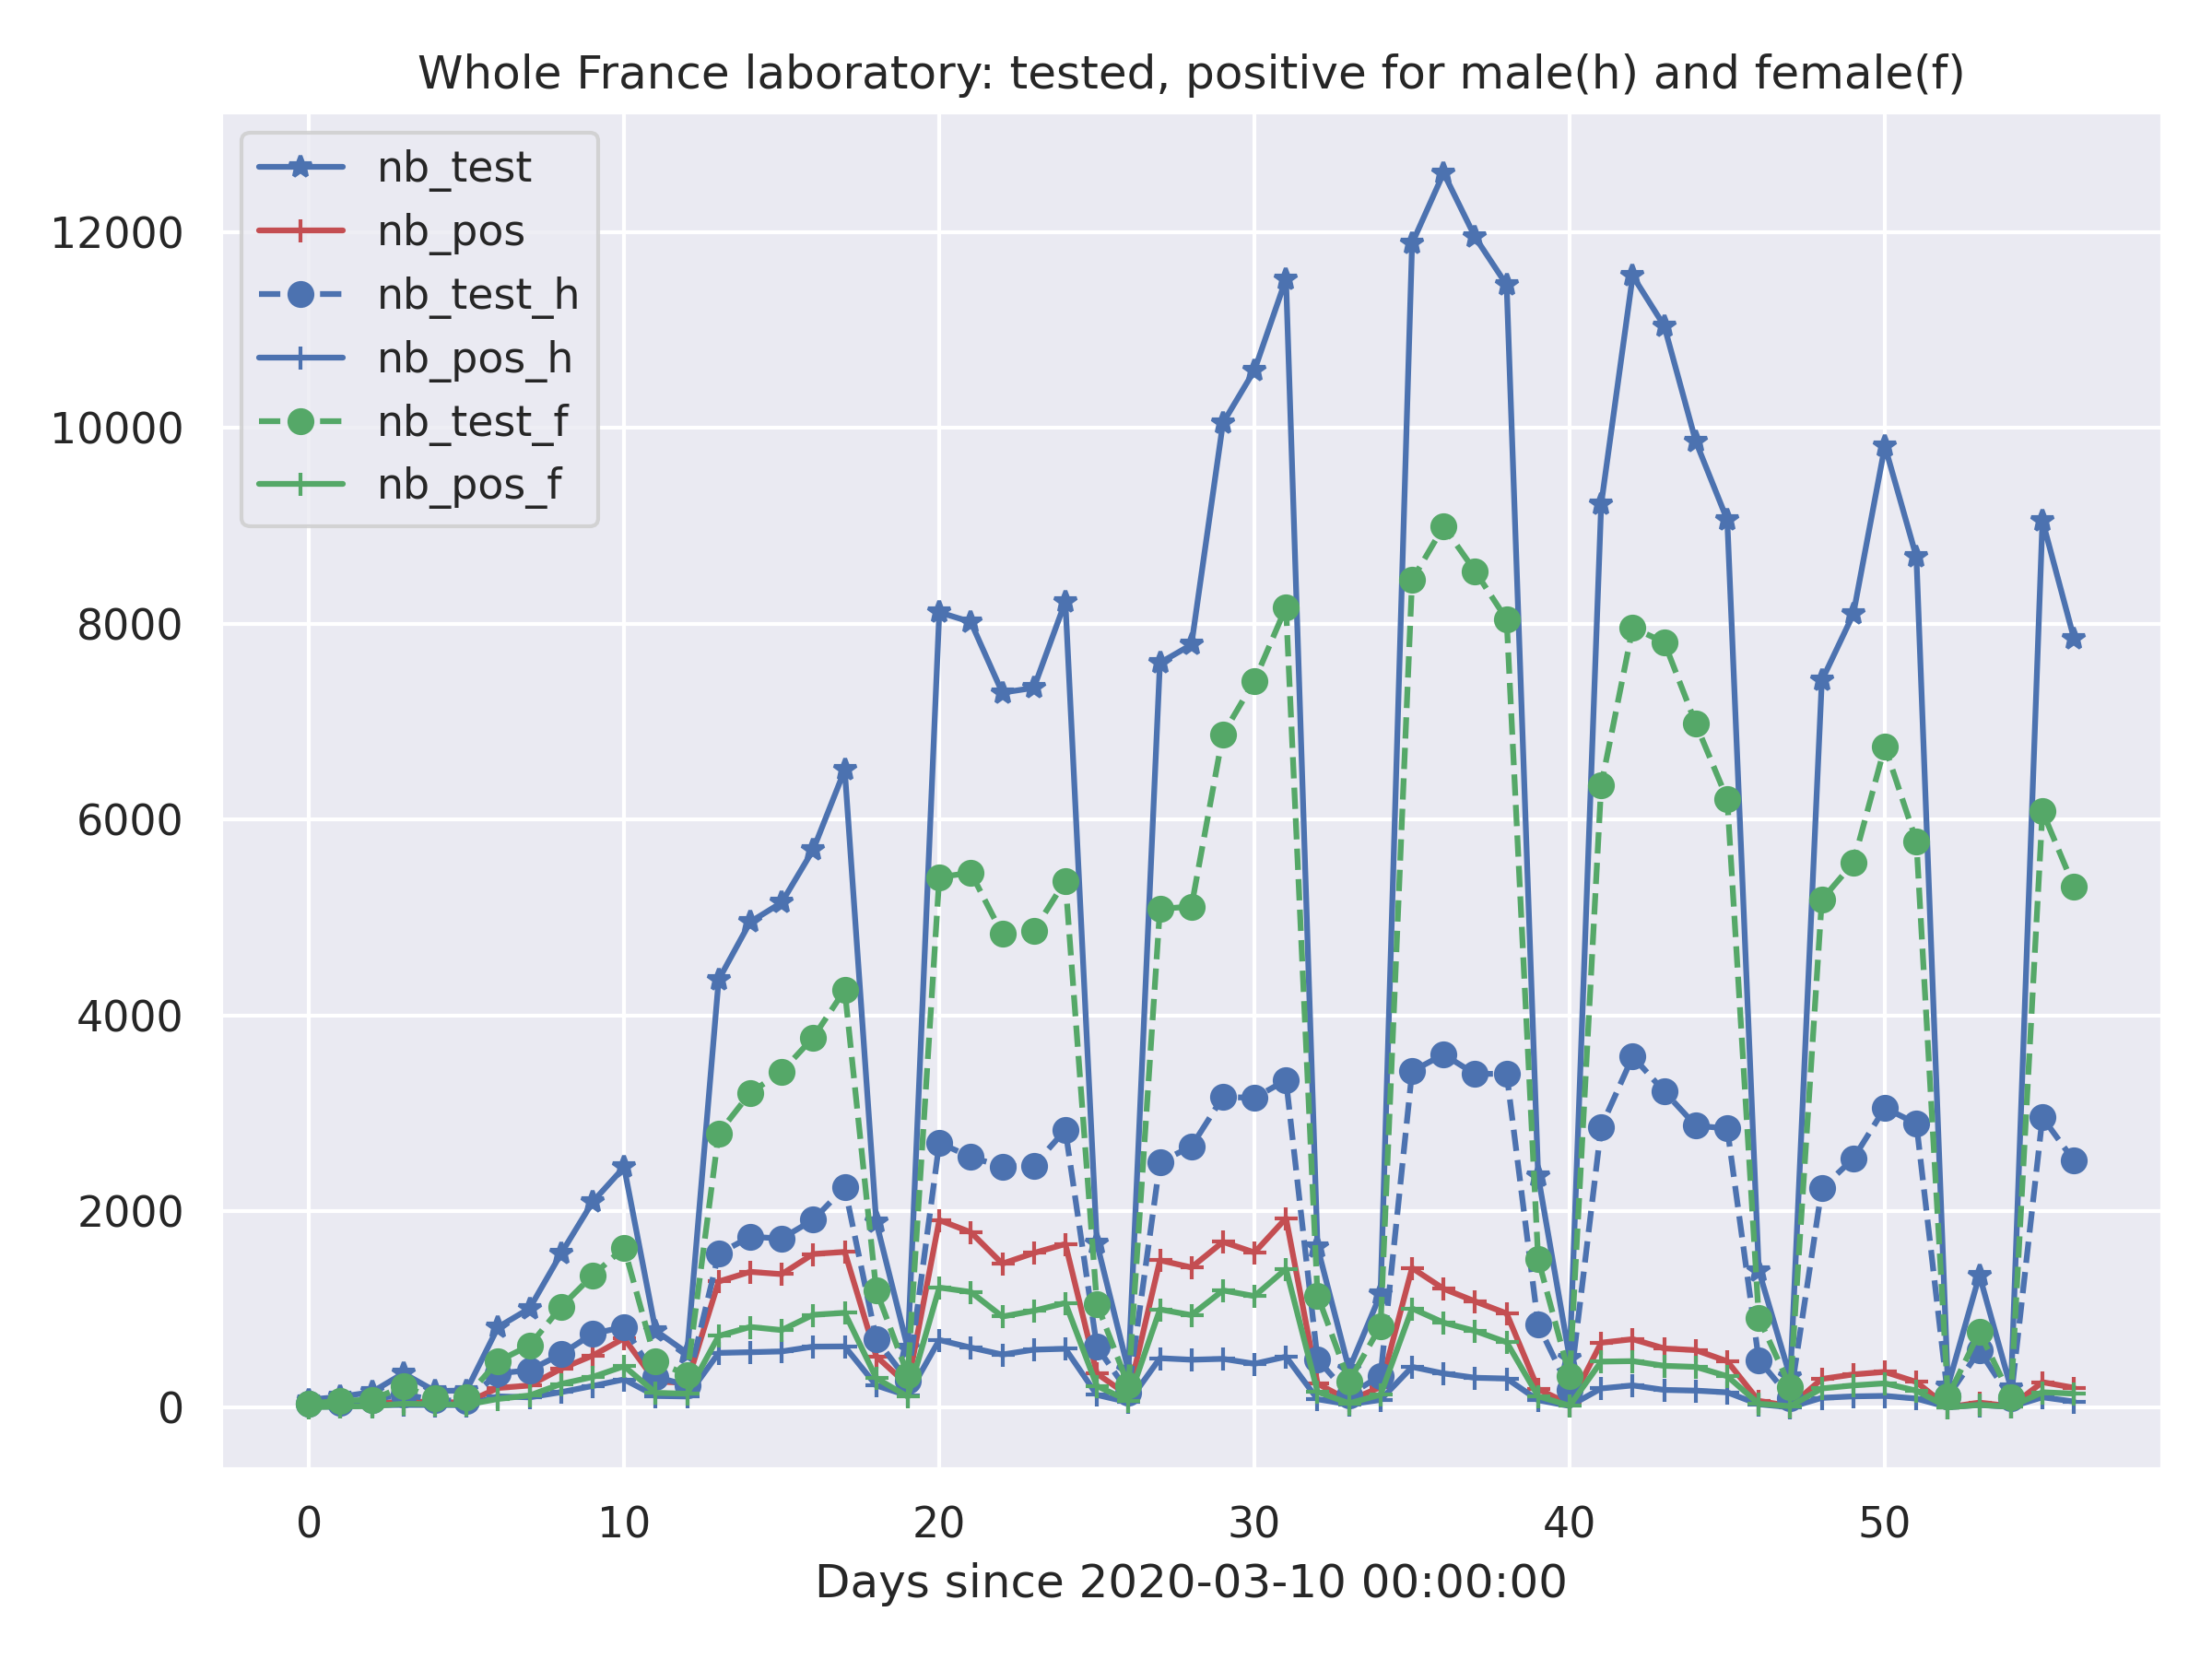 Whole France laboratory: tested, positive for male(h) and female(f)
nb_test
nb_pos
nb_test_h
nb_pos_h
nb_test_f
nb_pos_f
12000
10000
8000
6000
4000
2000
0
0 10 20 30 40 50
Days since 2020-03-10 00:00:00